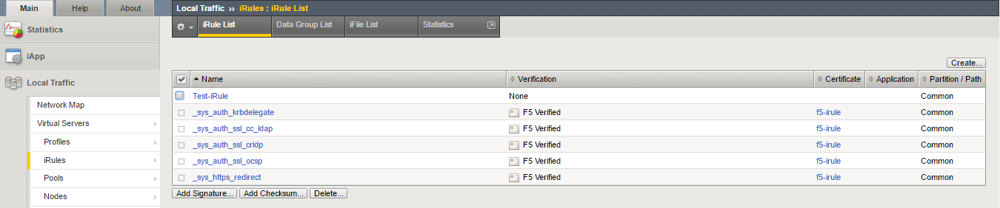 Main Help About
Statistics
iApp
Local Traffic
Network Map
Virtual Servers
Profiles
iRules
Pools
Nodes
Local Traffic ›› iRules : iRule List
iRule List Data Group List iFile List Statistics
Create...
Name Verification Certificate Application Partition / Path
Test-iRule None Common
_sys_auth_krbdelegate F5 Verified f5-irule Common
_sys_auth_ssl_cc_ldap F5 Verified f5-irule Common
_sys_auth_ssl_crldp F5 Verified f5-irule Common
_sys_auth_ssl_ocsp F5 Verified f5-irule Common
_sys_https_redirect F5 Verified f5-irule Common
Add Signature... Add Checksum... Delete...